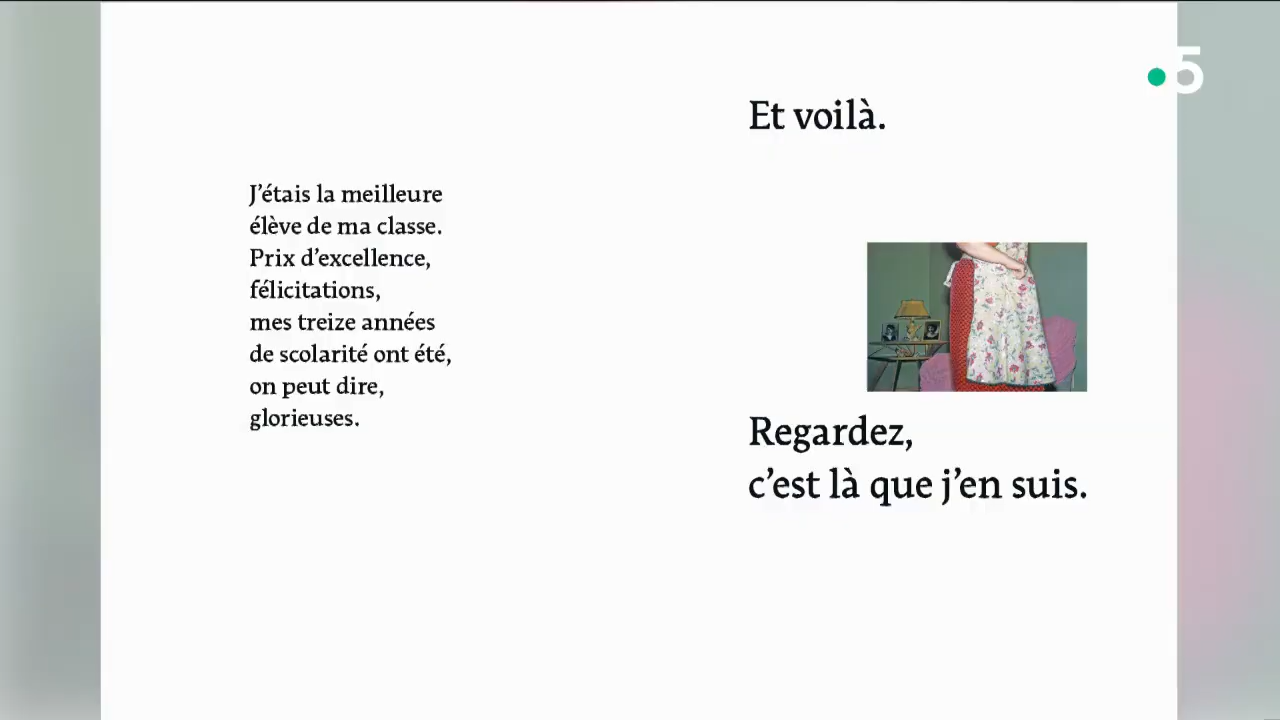 J’étais la meilleure
élève de ma classe.
Prix d’excellence,
félicitations,
mes treize années
de scolarité ont été,
on peut dire,
glorieuses.
Et voilà.
Regardez,
c’est là que j’en suis.
5